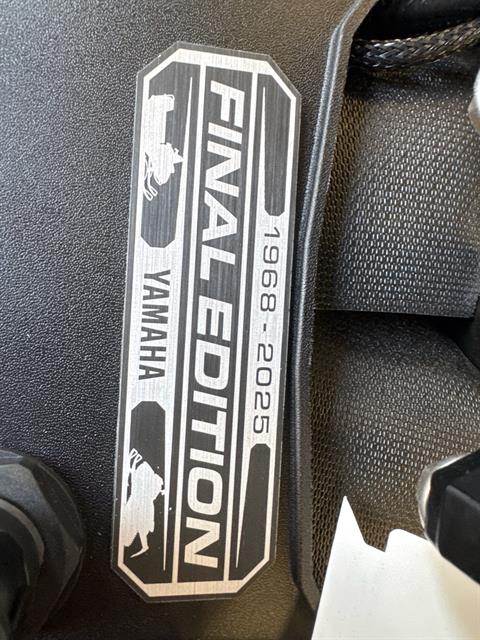 1968 - 2025
FINAL EDITION
YAMAHA